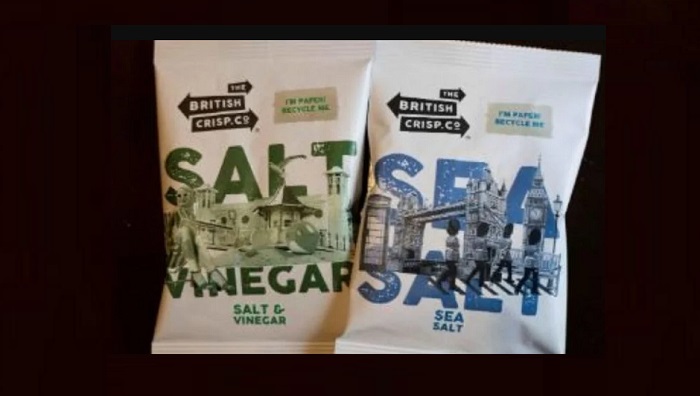 THE
BRITISH
CRISP.Co
I'M PAPER!
RECYCLE ME
SALT
VINEGAR
SALT &
VINEGAR
THE
BRITISH
CRISP.Co
I'M PAPER!
RECYCLE ME
SEA
SALT
SEA
SALT